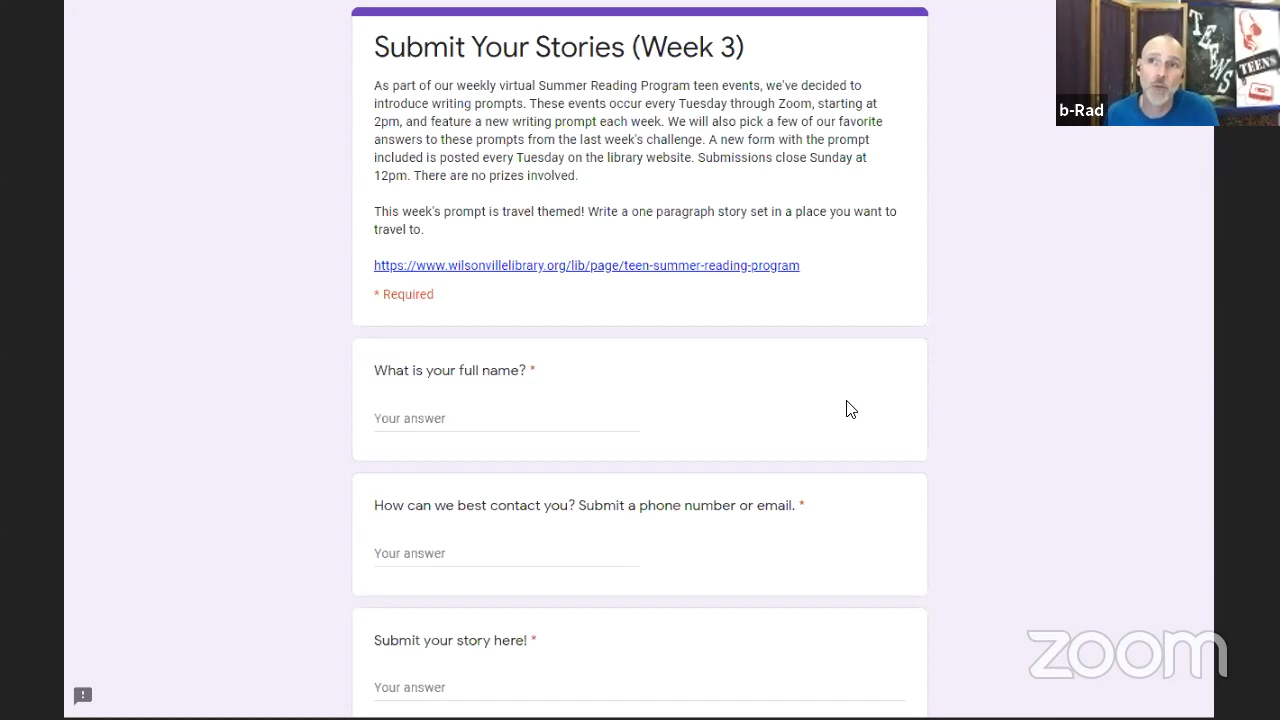 Submit Your Stories (Week 3)
As part of our weekly virtual Summer Reading Program teen events, we've decided to
introduce writing prompts. These events occur every Tuesday through Zoom, starting at
2pm, and feature a new writing prompt each week. We will also pick a few of our favorite
answers to these prompts from the last week's challenge. A new form with the prompt
included is posted every Tuesday on the library website. Submissions close Sunday at
12pm. There are no prizes involved.
This week's prompt is travel themed! Write a one paragraph story set in a place you want to
travel to.
https://www.wilsonvillelibrary.org/lib/page/teen-summer-reading-program
* Required
What is your full name? *
Your answer
How can we best contact you? Submit a phone number or email. *
Your answer
Submit your story here! *
Your answer
TEENS
TEENS
b-Rad
zoom